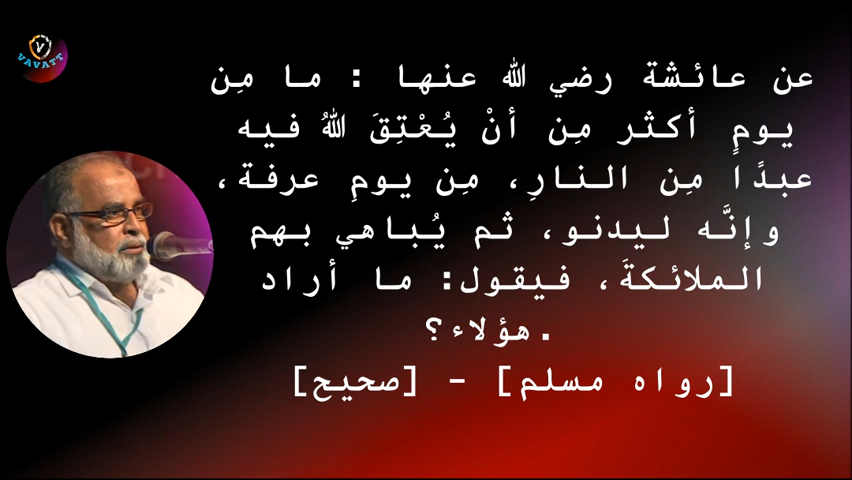 VAVATT
عن عائشة رضي الله عنها : ما مِن
يومٍ أكثر مِن أنْ يُعْتِقَ اللهُ فيه
عبدًا مِن النارِ، مِن يومِ عرفة،
وإنَّه ليدنو، ثم يُباهي بهم
الملائكةَ، فيقول: ما أراد
هؤلاء؟.
[رواه مسلم] - [صحيح]